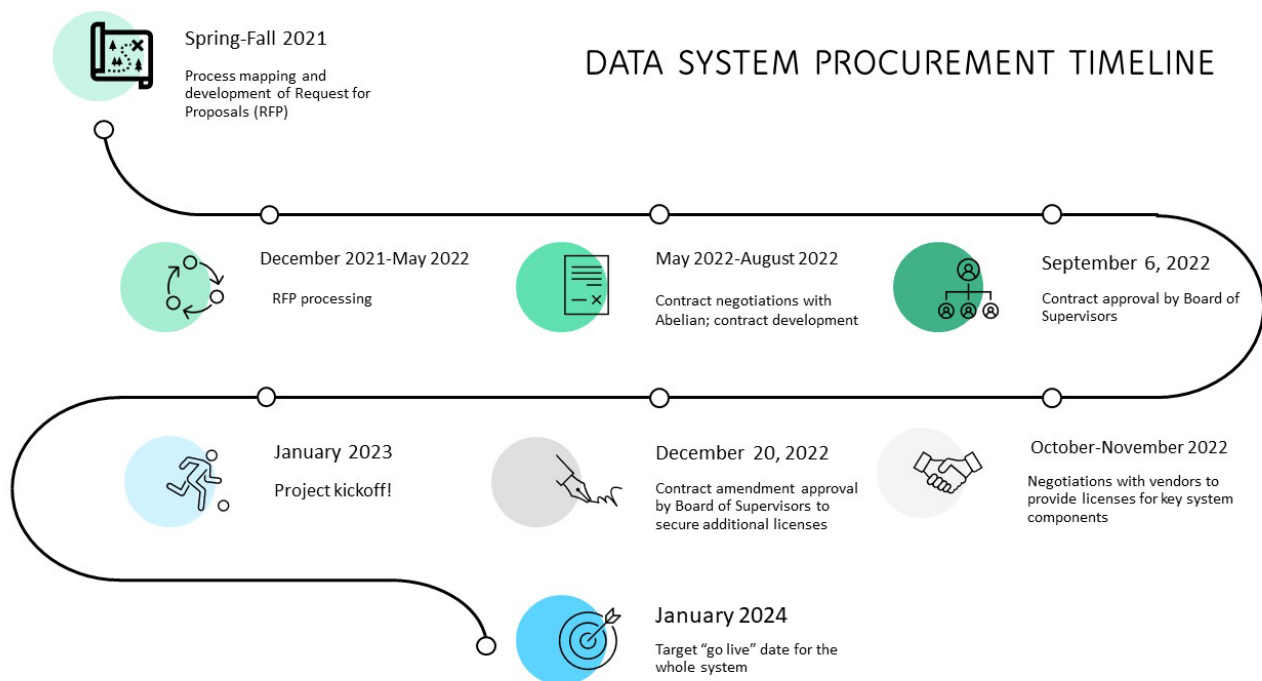 Spring-Fall 2021
Process mapping and
development of Request for
Proposals (RFP)
DATA SYSTEM PROCUREMENT TIMELINE
December 2021-May 2022
RFP processing
May 2022-August 2022
Contract negotiations with
Abelian; contract development
September 6, 2022
Contract approval by Board of
Supervisors
October-November 2022
Negotiations with vendors to
provide licenses for key system
components
December 20, 2022
Contract amendment approval
by Board of Supervisors to
secure additional licenses
January 2023
Project kickoff!
January 2024
Target “go live” date for the
whole system